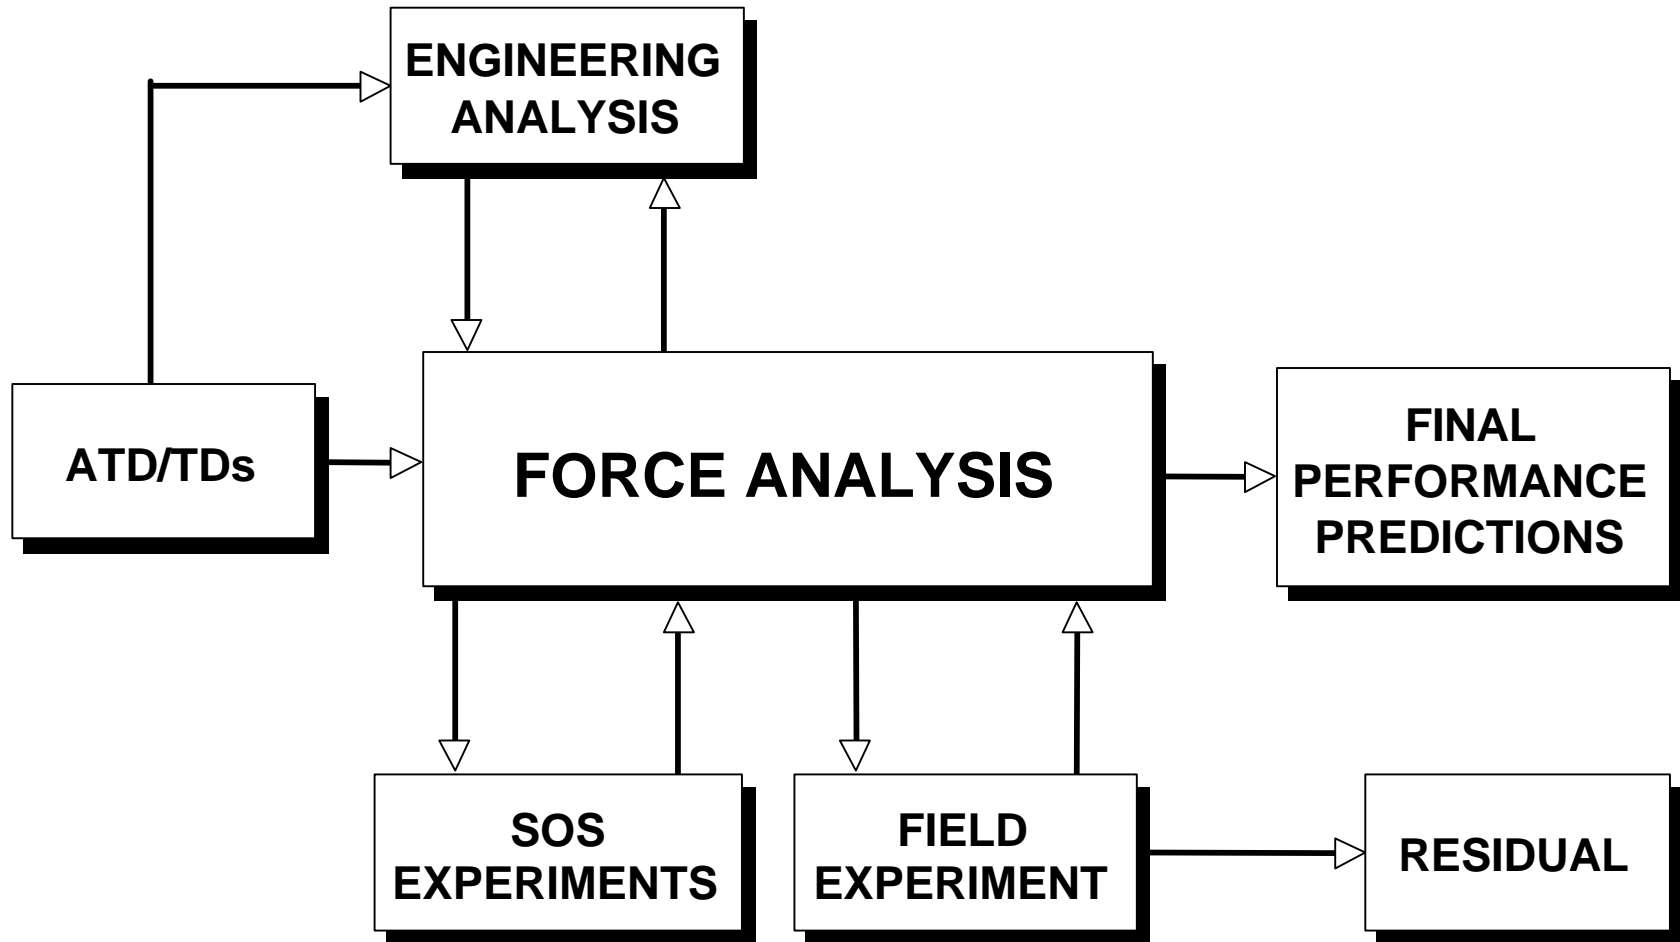 ENGINEERING
ANALYSIS
ATD/TDs
FORCE ANALYSIS
FINAL
PERFORMANCE
PREDICTIONS
SOS
EXPERIMENTS
FIELD
EXPERIMENT
RESIDUAL